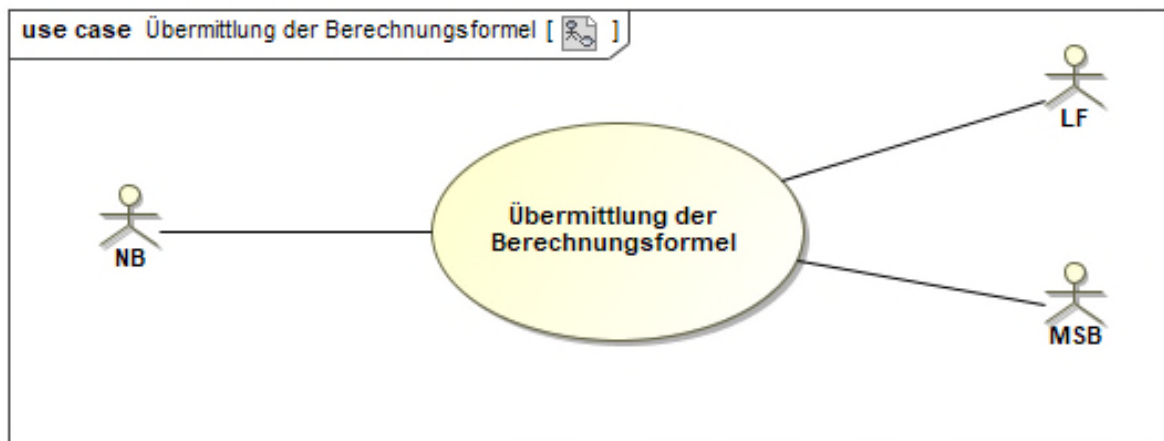 use case Übermittlung der Berechnungsformel [ ]
LF
Übermittlung der
Berechnungsformel
NB
MSB